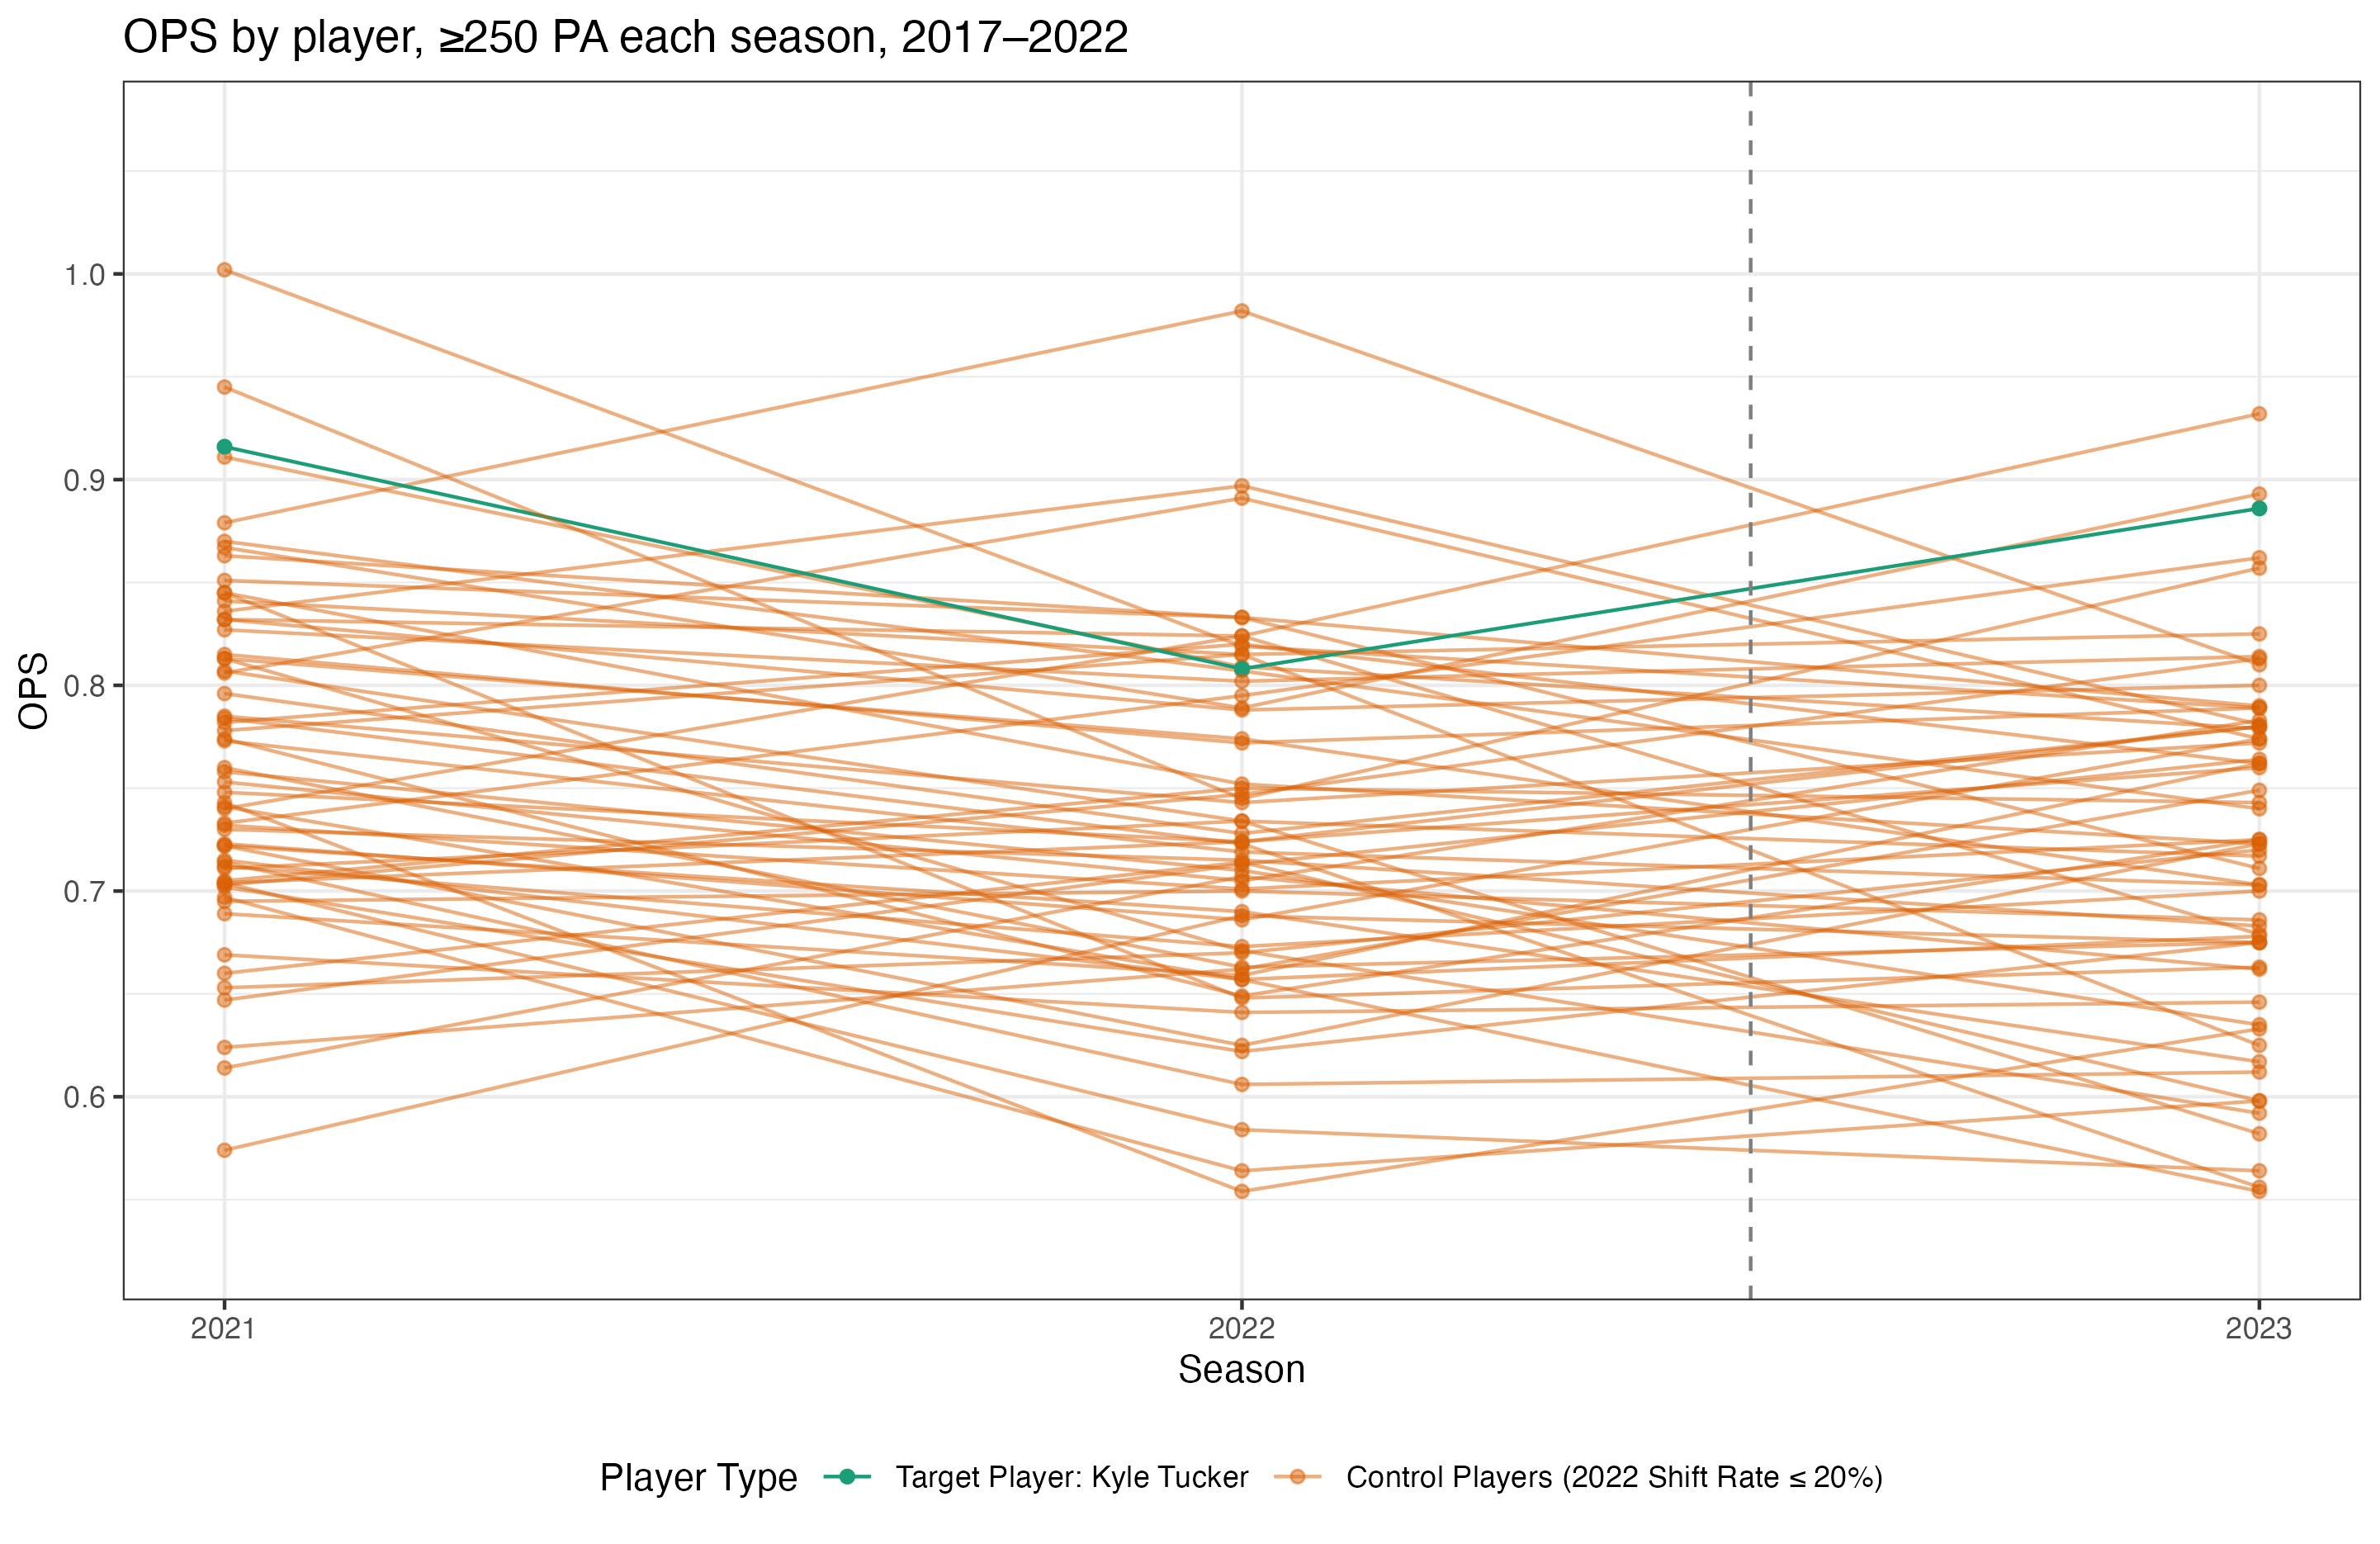 OPS by player, ≥250 PA each season, 2017–2022
OPS
1.0
0.9
0.8
0.7
0.6
2021 2022 2023
Season
Player Type Target Player: Kyle Tucker Control Players (2022 Shift Rate ≤ 20%)